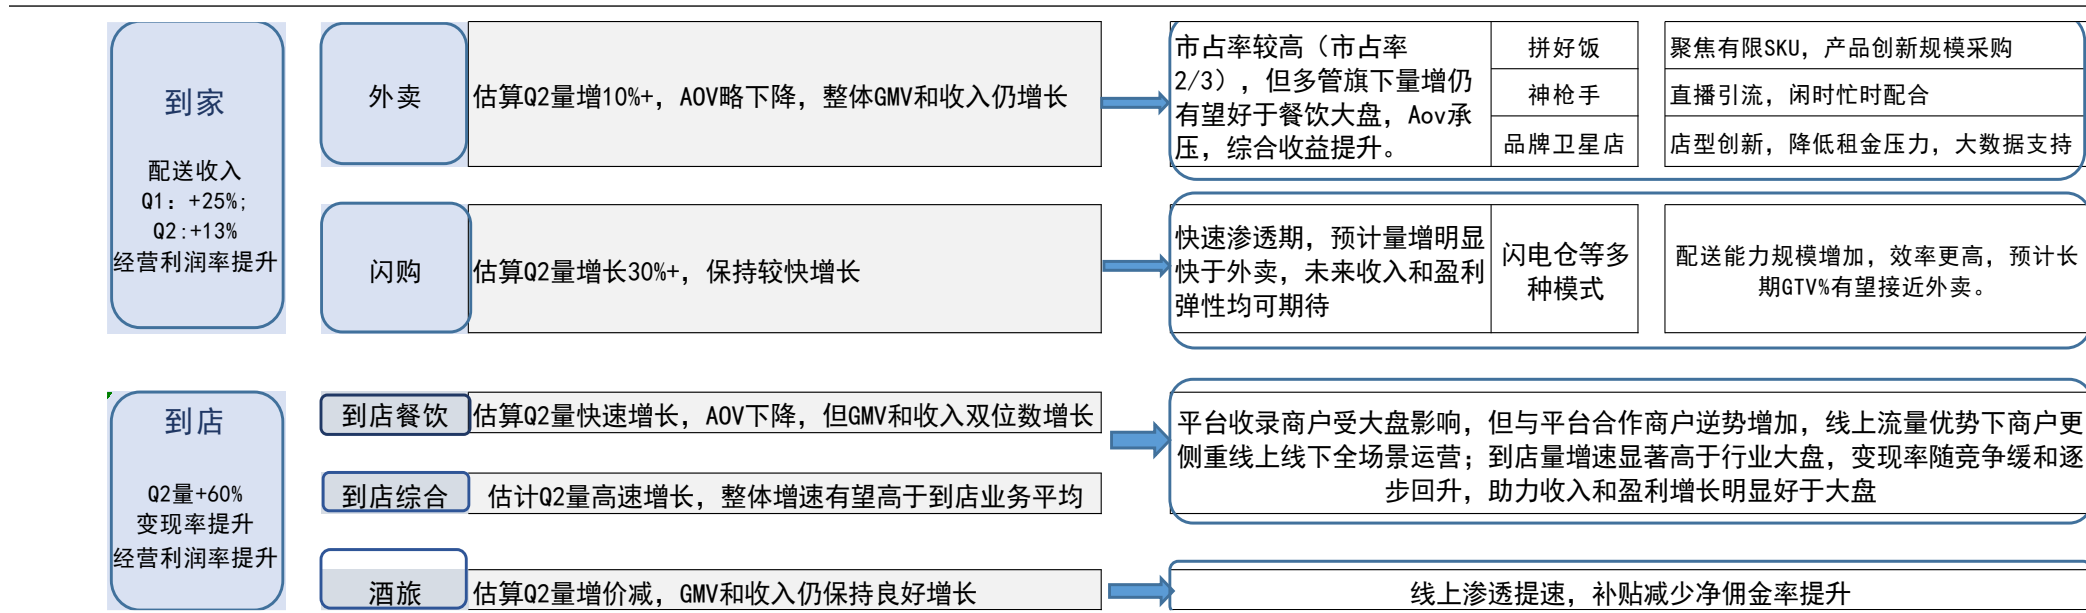 到家
配送收入
Q1：+25%;
Q2:+13%
经营利润率提升
外卖
估算Q2量增10%+，AOV略下降，整体GMV和收入仍增长
市占率较高（市占率
2/3），但多管旗下量增仍
有望好于餐饮大盘，Aov承
压，综合收益提升。
拼好饭
聚焦有限SKU，产品创新规模采购
神枪手
直播引流，闲时忙时配合
品牌卫星店
店型创新，降低租金压力，大数据支持
闪购
估算Q2量增长30%+，保持较快增长
快速渗透期，预计量增明显
快于外卖，未来收入和盈利
弹性均可期待
闪电仓等多
种模式
配送能力规模增加，效率更高，预计长
期GTV%有望接近外卖。
到店
Q2量+60%
变现率提升
经营利润率提升
到店餐饮
估算Q2量快速增长，AOV下降，但GMV和收入双位数增长
到店综合
估计Q2量高速增长，整体增速有望高于到店业务平均
平台收录商户受大盘影响，但与平台合作商户逆势增加，线上流量优势下商户更
侧重线上线下全场景运营；到店量增速显著高于行业大盘，变现率随竞争缓和逐
步回升，助力收入和盈利增长明显好于大盘
酒旅
估算Q2量增价减，GMV和收入仍保持良好增长
线上渗透提速，补贴减少净佣金率提升